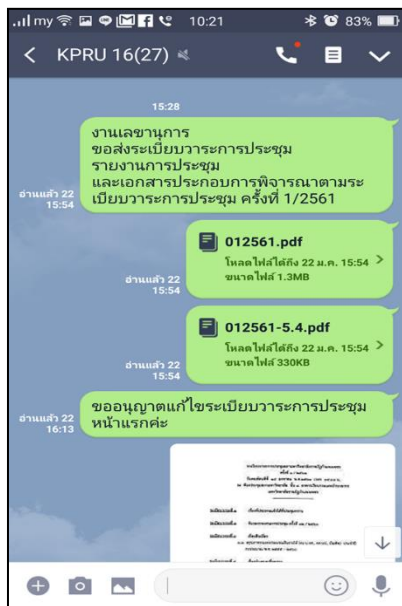 my 10:21 83%
KPRU 16(27)
15:28
งานเลขานุการ
ขอส่งระเบียบวาระการประชุม
รายงานการประชุม
และเอกสารประกอบการพิจารณาตามระ
เบียบวาระการประชุม ครั้งที่ 1/2561
อ่านแล้ว 22
15:54
012561.pdf
โหลดไฟล์ได้ถึง 22 ม.ค. 15:54
ขนาดไฟล์ 1.3MB
อ่านแล้ว 22
15:54
012561-5.4.pdf
โหลดไฟล์ได้ถึง 22 ม.ค. 15:54
ขนาดไฟล์ 330KB
อ่านแล้ว 22
15:54
ขออนุญาตแก้ไขระเบียบวาระการประชุม
หน้าแรกค่ะ
อ่านแล้ว 22
16:13